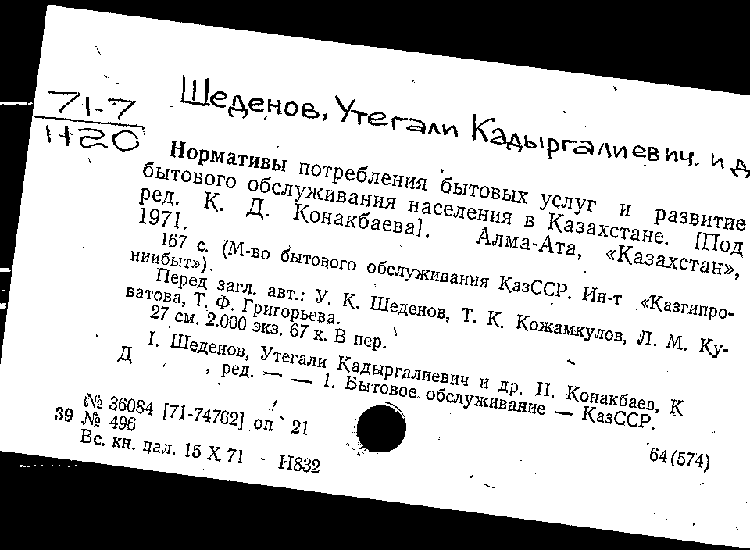 71-7
1420
Шеденов, Утегали Кадыргалиевич. и д
Нормативы потребления бытовых услуг и развитие
бытового обслуживания населения в Казахстане. [Под
ред. К. Д. Конакбаева]. Алма-Ата, «Казахстан»,
1971.
167 с. (М-во бытового обслуживания КазССР. Ин-т «Казгипро-
ниибыт»).
Перед загл. авт.: У. К. Шеденов, Т. К. Кожамкулов, Л. М. Ку-
ватова, Т. Ф. Григорьева.
27 см. 2.000 экз. 67 к. В пер.
I. Шеденов, Утегали Кадыргалиевич и др. II. Конакбаев, К
Д , ред. — — 1. Бытовое обслуживание — КазССР.
№ 36084 [71-74762] оп 21
39 № 496
Вс. кн. пал. 15 X 71 - Н832
64(574)